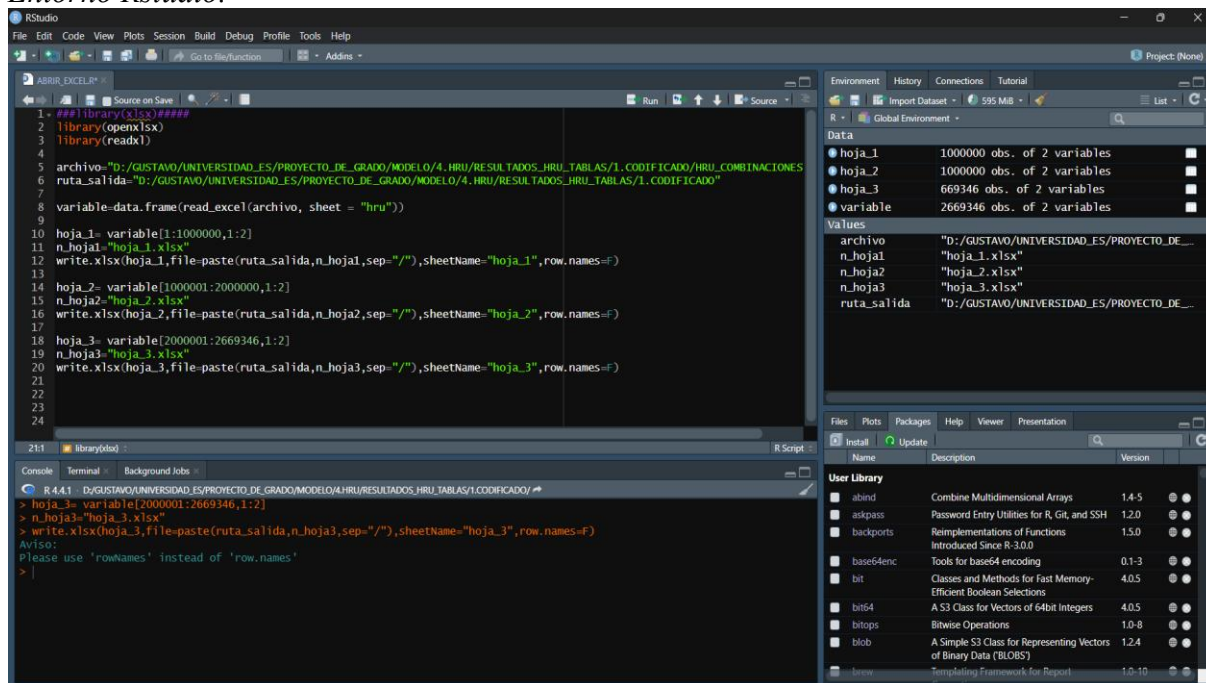 Entorno Rstudio.
RStudio
File Edit Code View Plots Session Build Debug Profile Tools Help
Go to file/function Addins
Project: (None)
ABRIR_EXCEL.R*
Source on Save Run Source
1 ###library(xlsx)#####
2 library(openxlsx)
3 library(readxl)
4
5 archivo="D:/GUSTAVO/UNIVERSIDAD_ES/PROYECTO_DE_GRADO/MODELO/4.HRU/RESULTADOS_HRU_TABLAS/1.CODIFICADO/HRU_COMBINACIONES
6 ruta_salida="D:/GUSTAVO/UNIVERSIDAD_ES/PROYECTO_DE_GRADO/MODELO/4.HRU/RESULTADOS_HRU_TABLAS/1.CODIFICADO"
7
8 variable=data.frame(read_excel(archivo, sheet = "hru"))
9
10 hoja_1= variable[1:1000000,1:2]
11 n_hoja1="hoja_1.xlsx"
12 write.xlsx(hoja_1,file=paste(ruta_salida,n_hoja1,sep="/"),sheetName="hoja_1",row.names=F)
13
14 hoja_2= variable[1000001:2000000,1:2]
15 n_hoja2="hoja_2.xlsx"
16 write.xlsx(hoja_2,file=paste(ruta_salida,n_hoja2,sep="/"),sheetName="hoja_2",row.names=F)
17
18 hoja_3= variable[2000001:2669346,1:2]
19 n_hoja3="hoja_3.xlsx"
20 write.xlsx(hoja_3,file=paste(ruta_salida,n_hoja3,sep="/"),sheetName="hoja_3",row.names=F)
21
22
23
24
21:1 library(xlsx) R Script
Console Terminal Background Jobs
R 4.4.1 D:/GUSTAVO/UNIVERSIDAD_ES/PROYECTO_DE_GRADO/MODELO/4.HRU/RESULTADOS_HRU_TABLAS/1.CODIFICADO/
> hoja_3= variable[2000001:2669346,1:2]
> n_hoja3="hoja_3.xlsx"
> write.xlsx(hoja_3,file=paste(ruta_salida,n_hoja3,sep="/"),sheetName="hoja_3",row.names=F)
Aviso:
Please use 'rowNames' instead of 'row.names'
>
Environment History Connections Tutorial
Import Dataset 595 MiB List
R Global Environment
Data
hoja_1 1000000 obs. of 2 variables
hoja_2 1000000 obs. of 2 variables
hoja_3 669346 obs. of 2 variables
variable 2669346 obs. of 2 variables
Values
archivo "D:/GUSTAVO/UNIVERSIDAD_ES/PROYECTO_DE_…
n_hoja1 "hoja_1.xlsx"
n_hoja2 "hoja_2.xlsx"
n_hoja3 "hoja_3.xlsx"
ruta_salida "D:/GUSTAVO/UNIVERSIDAD_ES/PROYECTO_DE_…
Files Plots Packages Help Viewer Presentation
Install Update
Name Description Version
User Library
abind Combine Multidimensional Arrays 1.4-5
askpass Password Entry Utilities for R, Git, and SSH 1.2.0
backports Reimplementations of Functions Introduced Since R-3.0.0 1.5.0
base64enc Tools for base64 encoding 0.1-3
bit Classes and Methods for Fast Memory-Efficient Boolean Selections 4.0.5
bit64 A S3 Class for Vectors of 64bit Integers 4.0.5
bitops Bitwise Operations 1.0-8
blob A Simple S3 Class for Representing Vectors of Binary Data ('BLOBS') 1.2.4
brew Templating Framework for Report 1.0-10